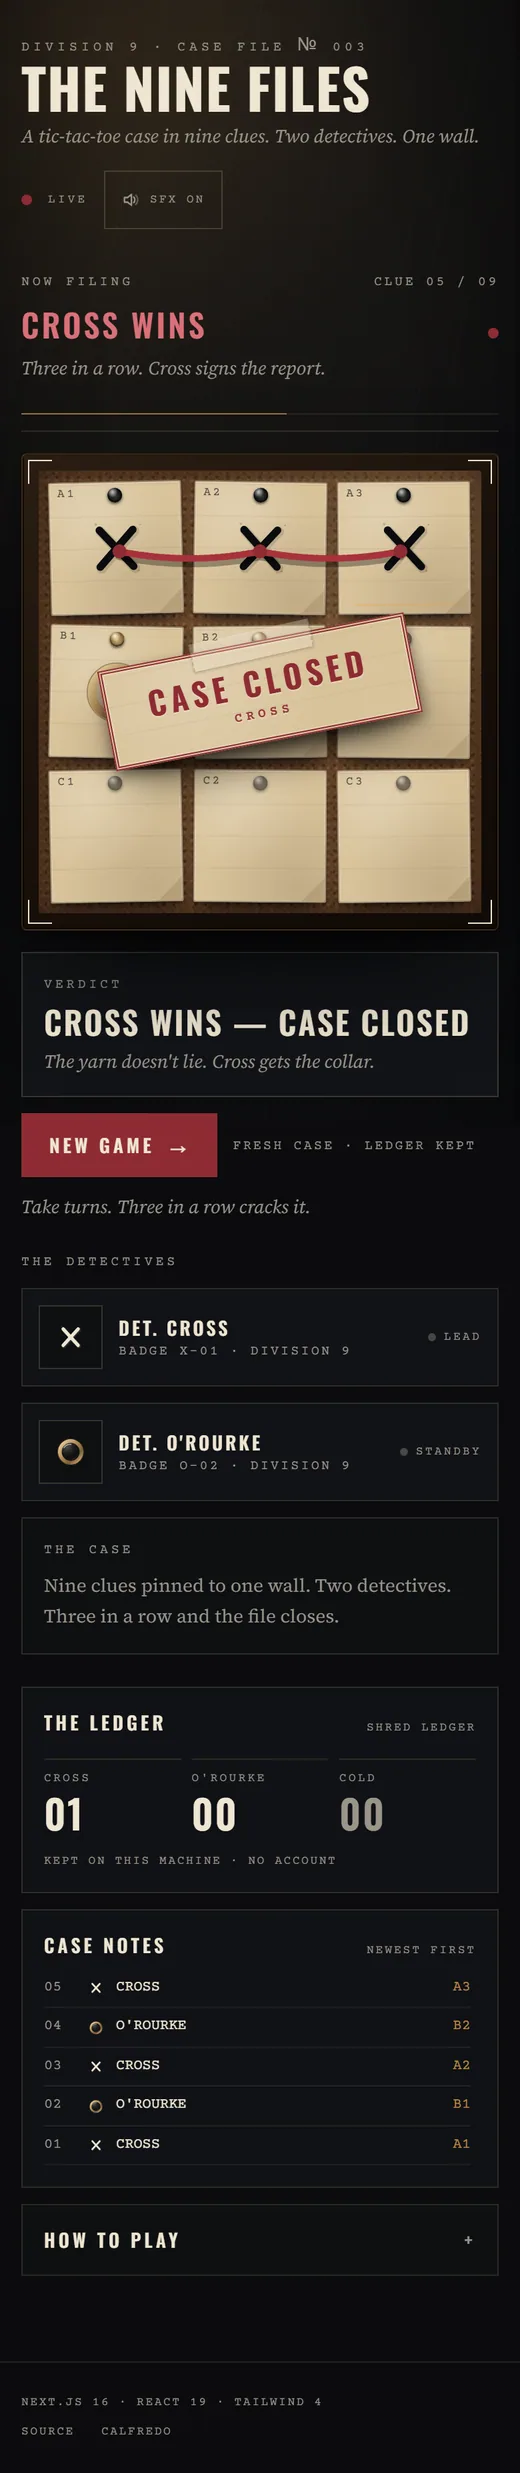 DIVISION 9 · CASE FILE № 003
THE NINE FILES
A tic-tac-toe case in nine clues. Two detectives. One wall.
LIVE
SFX ON
NOW FILING
CLUE 05 / 09
CROSS WINS
Three in a row. Cross signs the report.
A1
A2
A3
B1
B2
CASE CLOSED
CROSS
C1
C2
C3
VERDICT
CROSS WINS — CASE CLOSED
The yarn doesn't lie. Cross gets the collar.
NEW GAME →
FRESH CASE · LEDGER KEPT
Take turns. Three in a row cracks it.
THE DETECTIVES
DET. CROSS
BADGE X-01 · DIVISION 9
LEAD
DET. O'ROURKE
BADGE O-02 · DIVISION 9
STANDBY
THE CASE
Nine clues pinned to one wall. Two detectives.
Three in a row and the file closes.
THE LEDGER
SHRED LEDGER
CROSS O'ROURKE COLD
01 00 00
KEPT ON THIS MACHINE · NO ACCOUNT
CASE NOTES
NEWEST FIRST
05 CROSS A3
04 O'ROURKE B2
03 CROSS A2
02 O'ROURKE B1
01 CROSS A1
HOW TO PLAY +
NEXT.JS 16 · REACT 19 · TAILWIND 4
SOURCE CALFREDO